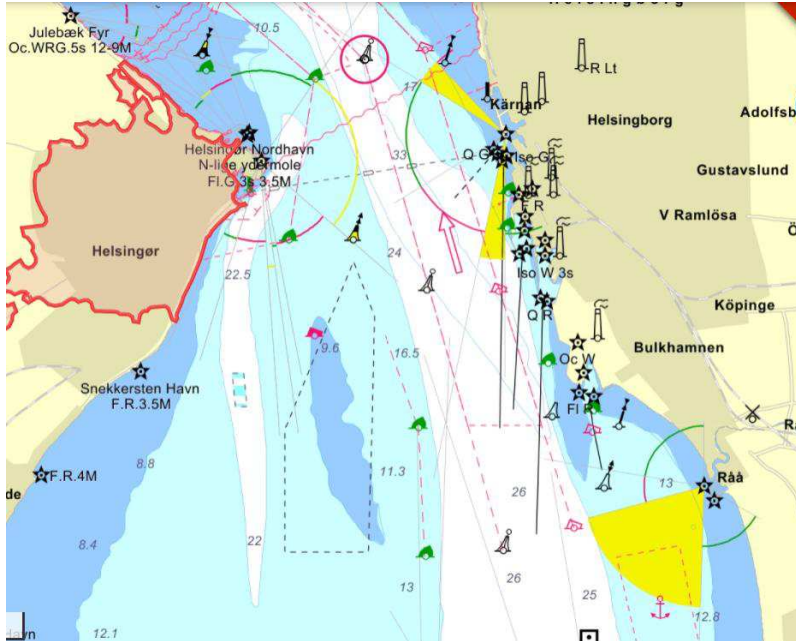 Julebæk Fyr
Oc.WRG.5s 12-9M
10.5
R Lt
17
Kärnan
Helsingborg
Adolfsb
Helsingør Nordhavn
N-lige ydermole
Fl.G.3s 3.5M
33
Q G
Iso G
Gustavslund
F R
V Ramlösa
Helsingør
24
22.5
Iso W 3s
Köpinge
Q R
9.6
16.5
Bulkhamnen
Oc W
Snekkersten Havn
F.R.3.5M
Fl R
F.R.4M
8.8
11.3
13
Råå
26
22
8.4
13
26
25
12.8
12.1